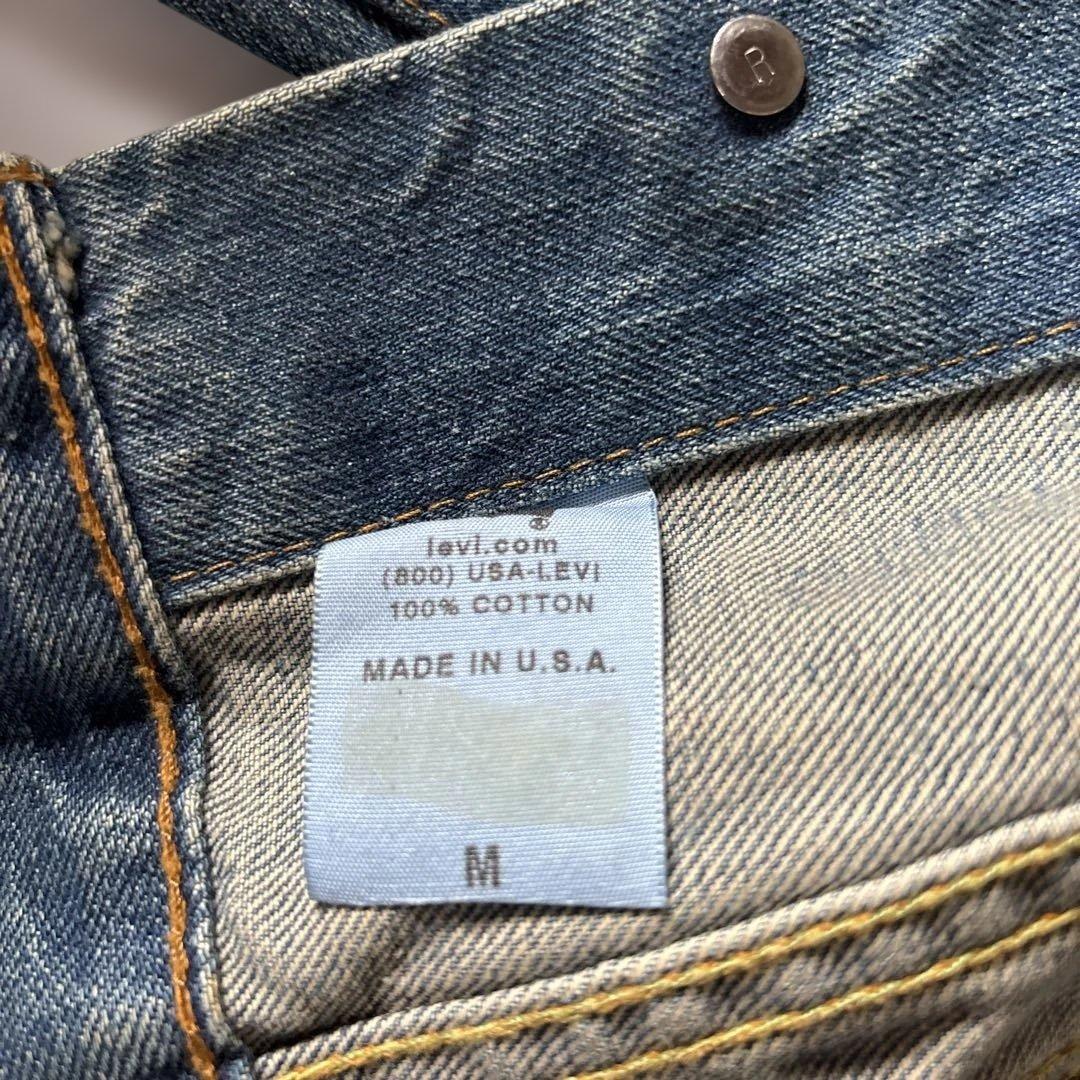 R
®
levi.com
(800) USA-LEVI
100% COTTON
MADE IN U.S.A.
M